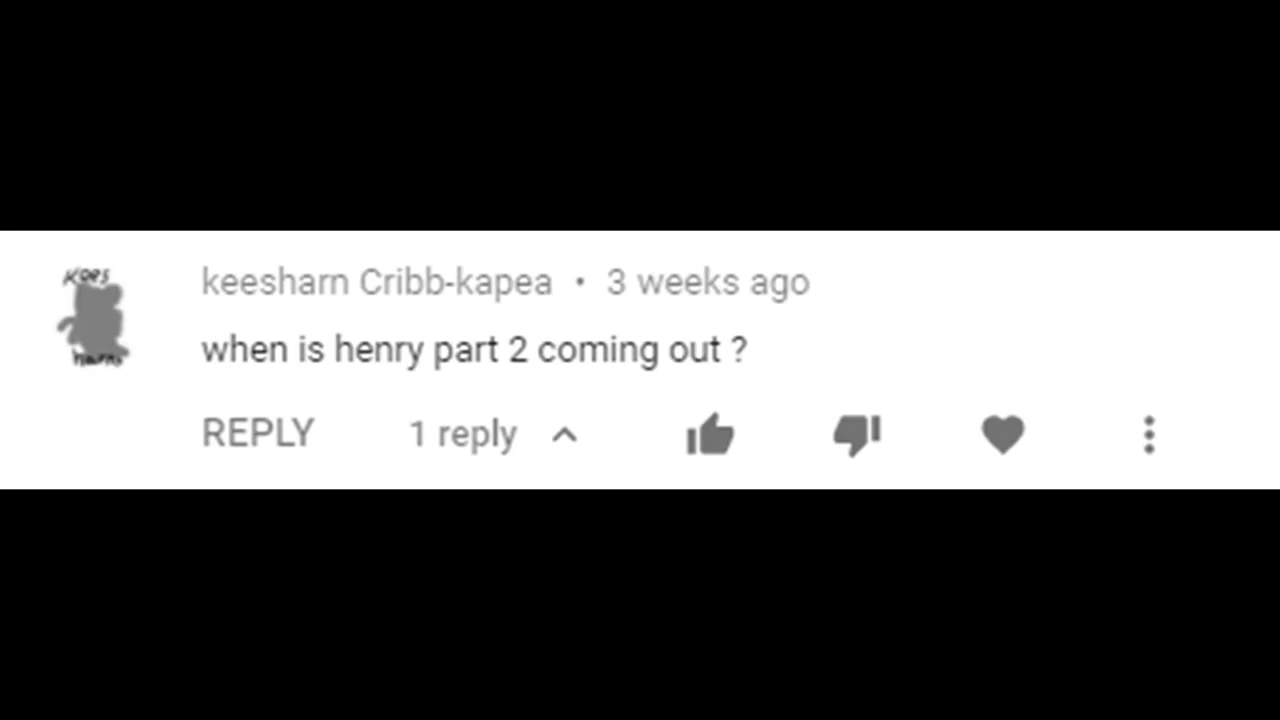 keesharn Cribb-kapea • 3 weeks ago
when is henry part 2 coming out ?
REPLY 1 reply